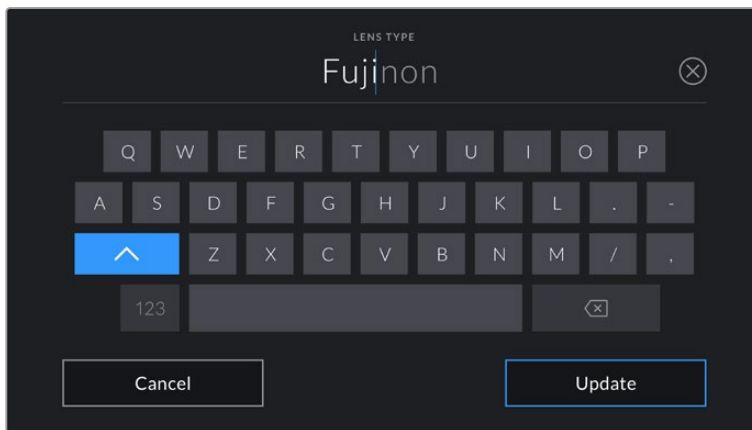 LENS TYPE
Fujinon
Q W E R T Y U I O P
A S D F G H J K L . -
Z X C V B N M / ,
123
Cancel Update